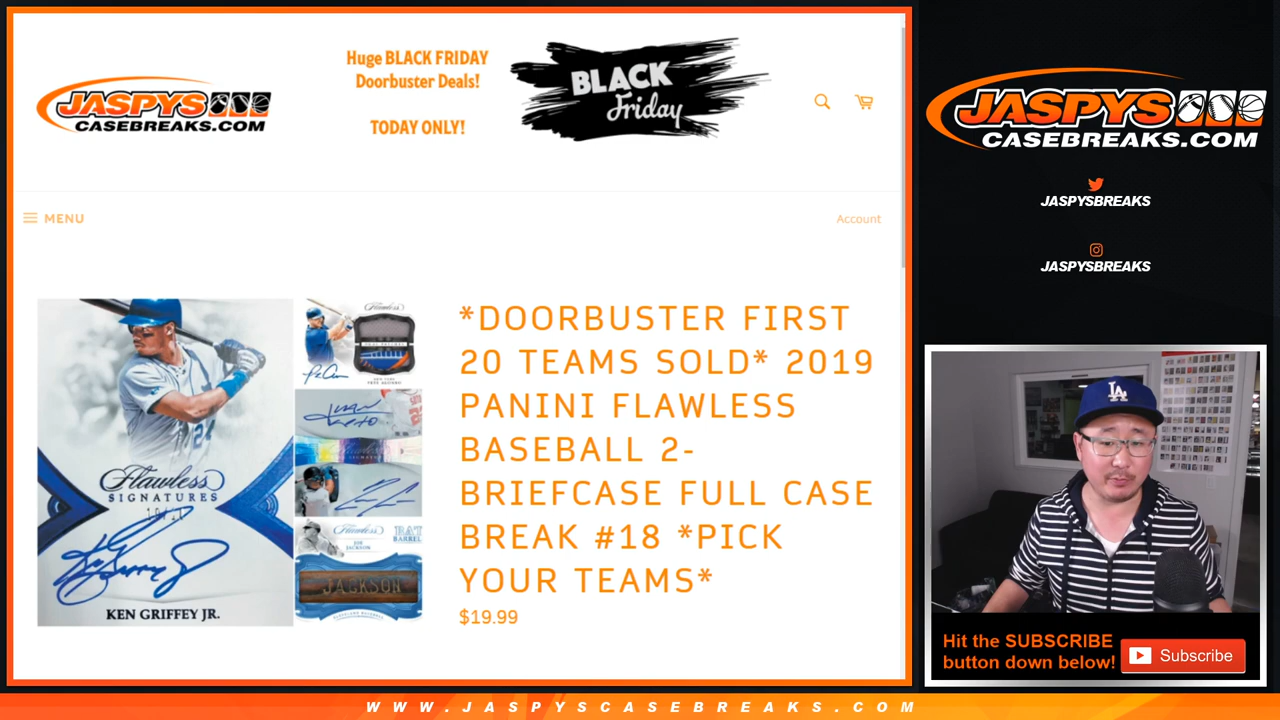 Huge BLACK FRIDAY
Doorbuster Deals!
TODAY ONLY!
BLACK
Friday
JASPYS
CASEBREAKS.COM
MENU
Account
*DOORBUSTER FIRST
20 TEAMS SOLD* 2019
PANINI FLAWLESS
BASEBALL 2-
BRIEFCASE FULL CASE
BREAK #18 *PICK
YOUR TEAMS*
$19.99
Flawless
SIGNATURES
KEN GRIFFEY JR.
Flawless
JACKSON
JASPYS
CASEBREAKS.COM
JASPYSBREAKS
JASPYSBREAKS
LA
Hit the SUBSCRIBE
button down below!
Subscribe
WWW.JASPYSCASEBREAKS.COM